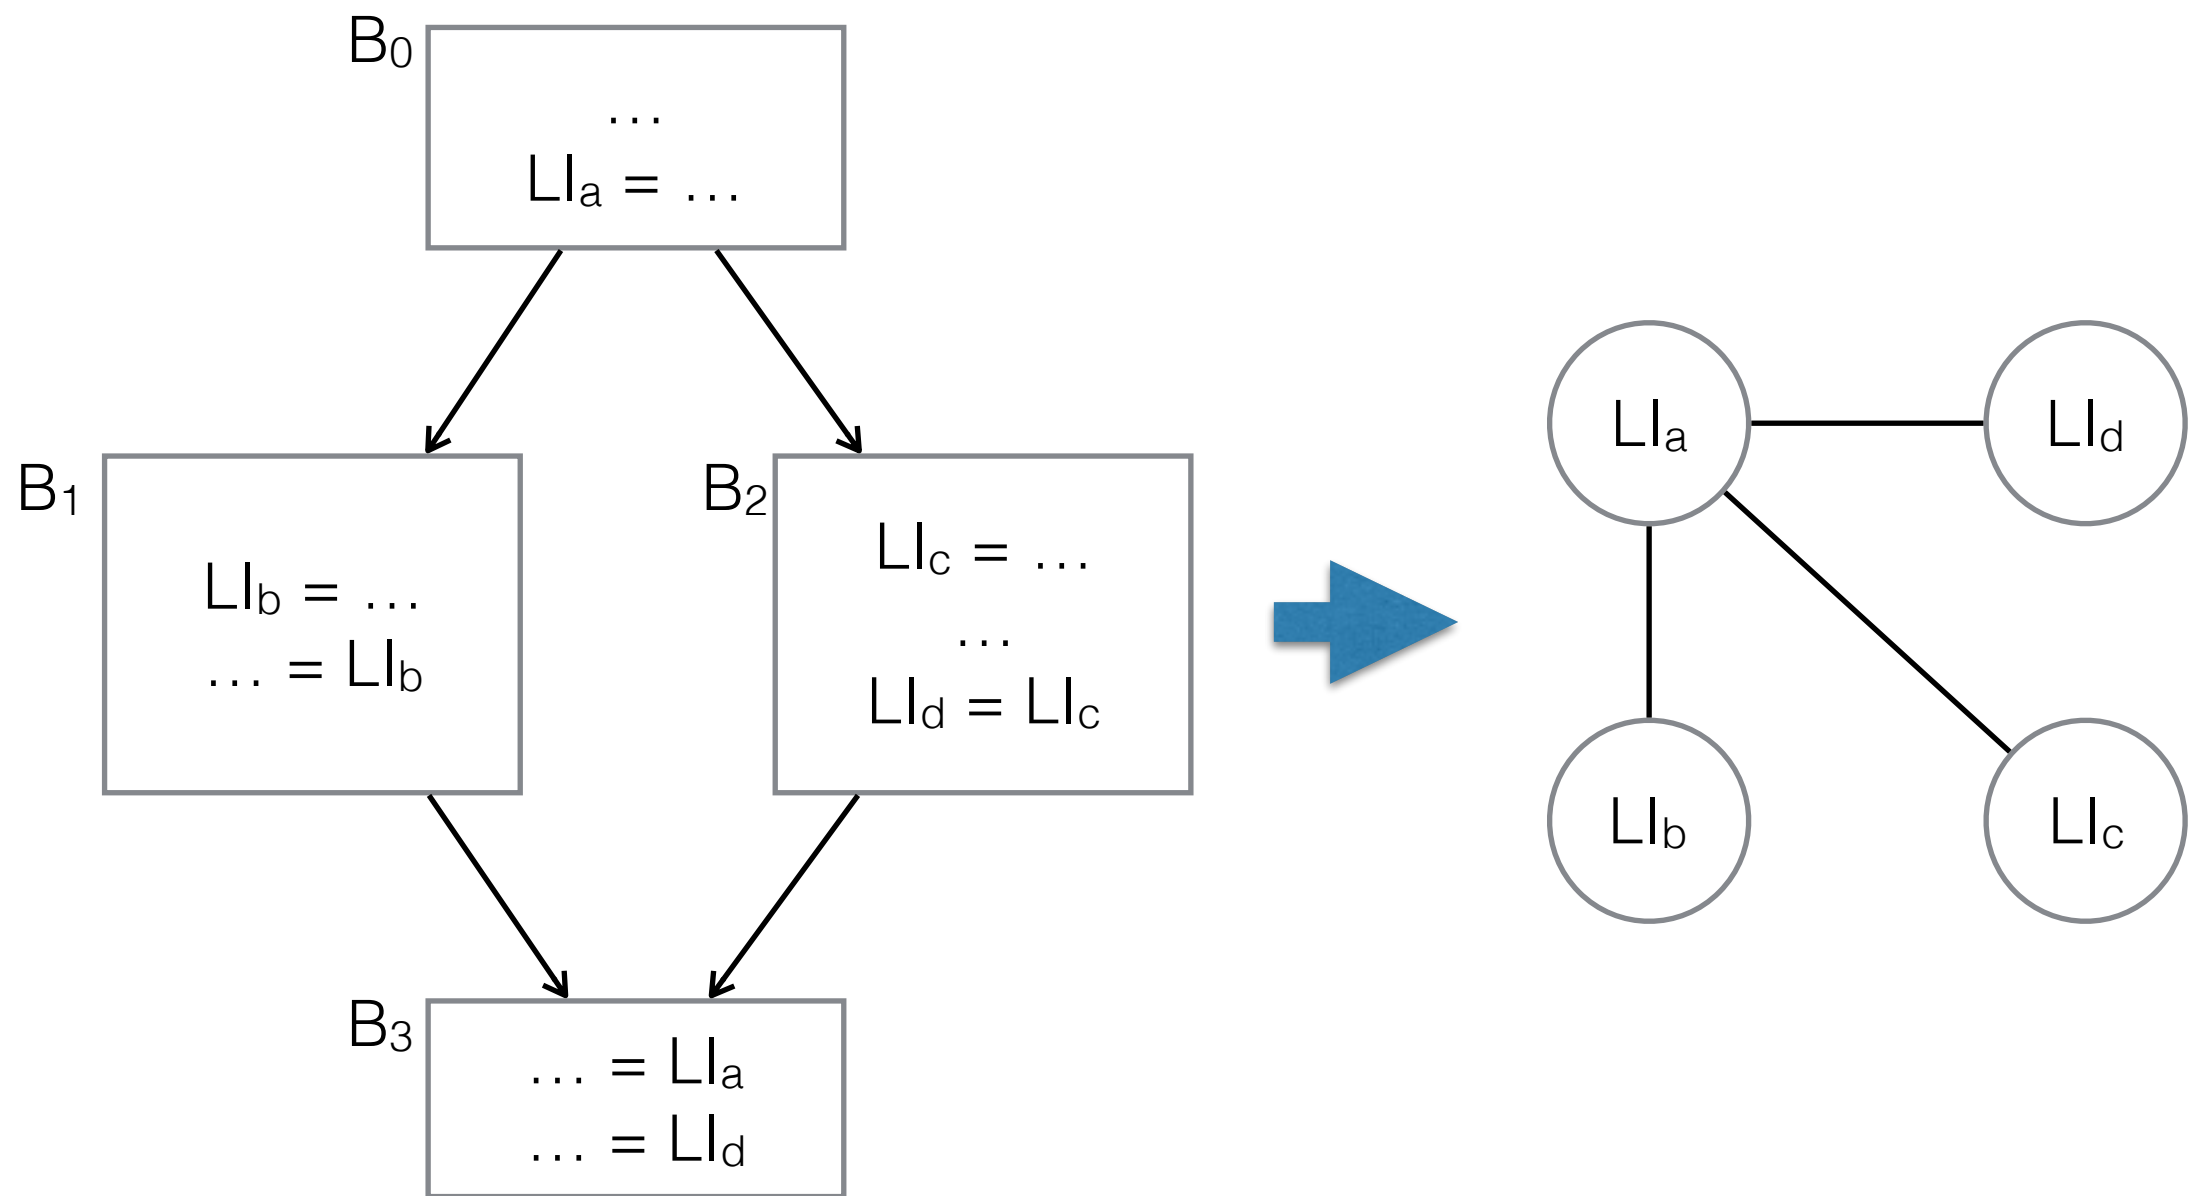 B0
…
LIa = …
B1
LIb = …
… = LIb
B2
LIc = …
…
LId = LIc
B3
… = LIa
… = LId
LIa
LId
LIb
LIc